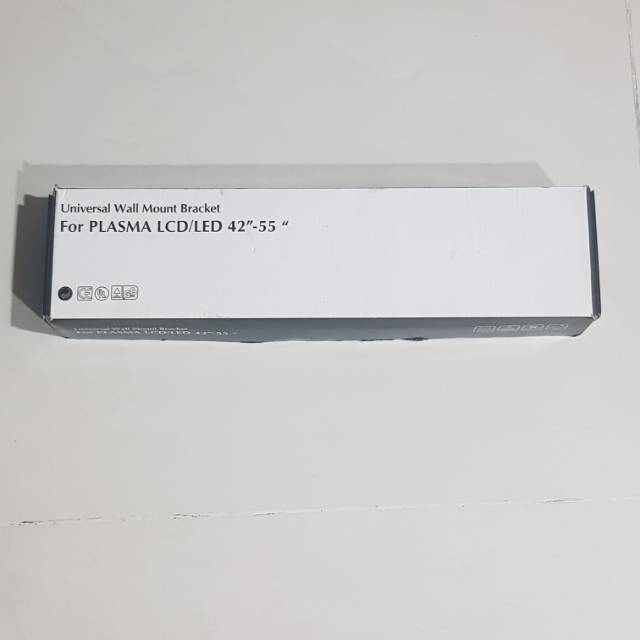 Universal Wall Mount Bracket
For PLASMA LCD/LED 42”-55 “
Universal Wall Mount Bracket
For PLASMA LCD/LED 42”-55 “